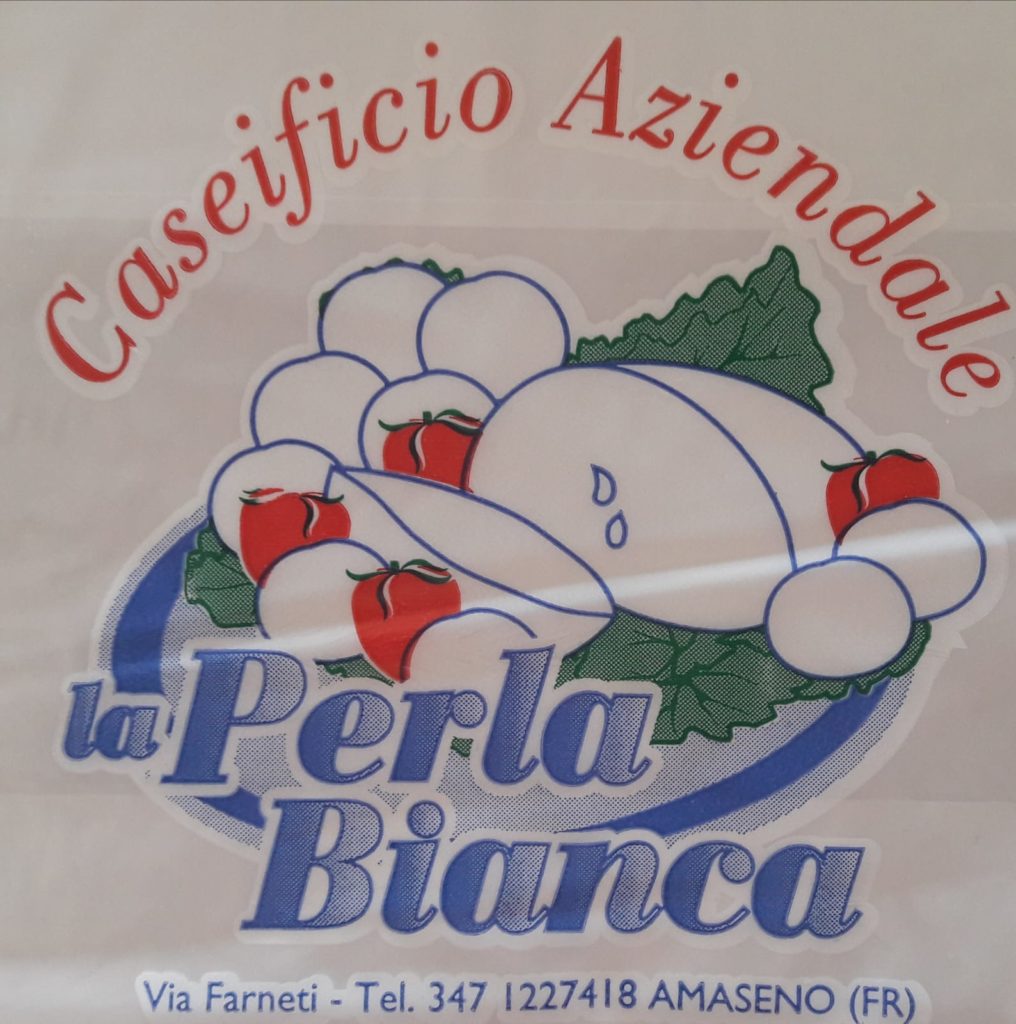 Caseificio Aziendale
la Perla
Bianca
Via Farneti - Tel. 347 1227418 AMASENO (FR)